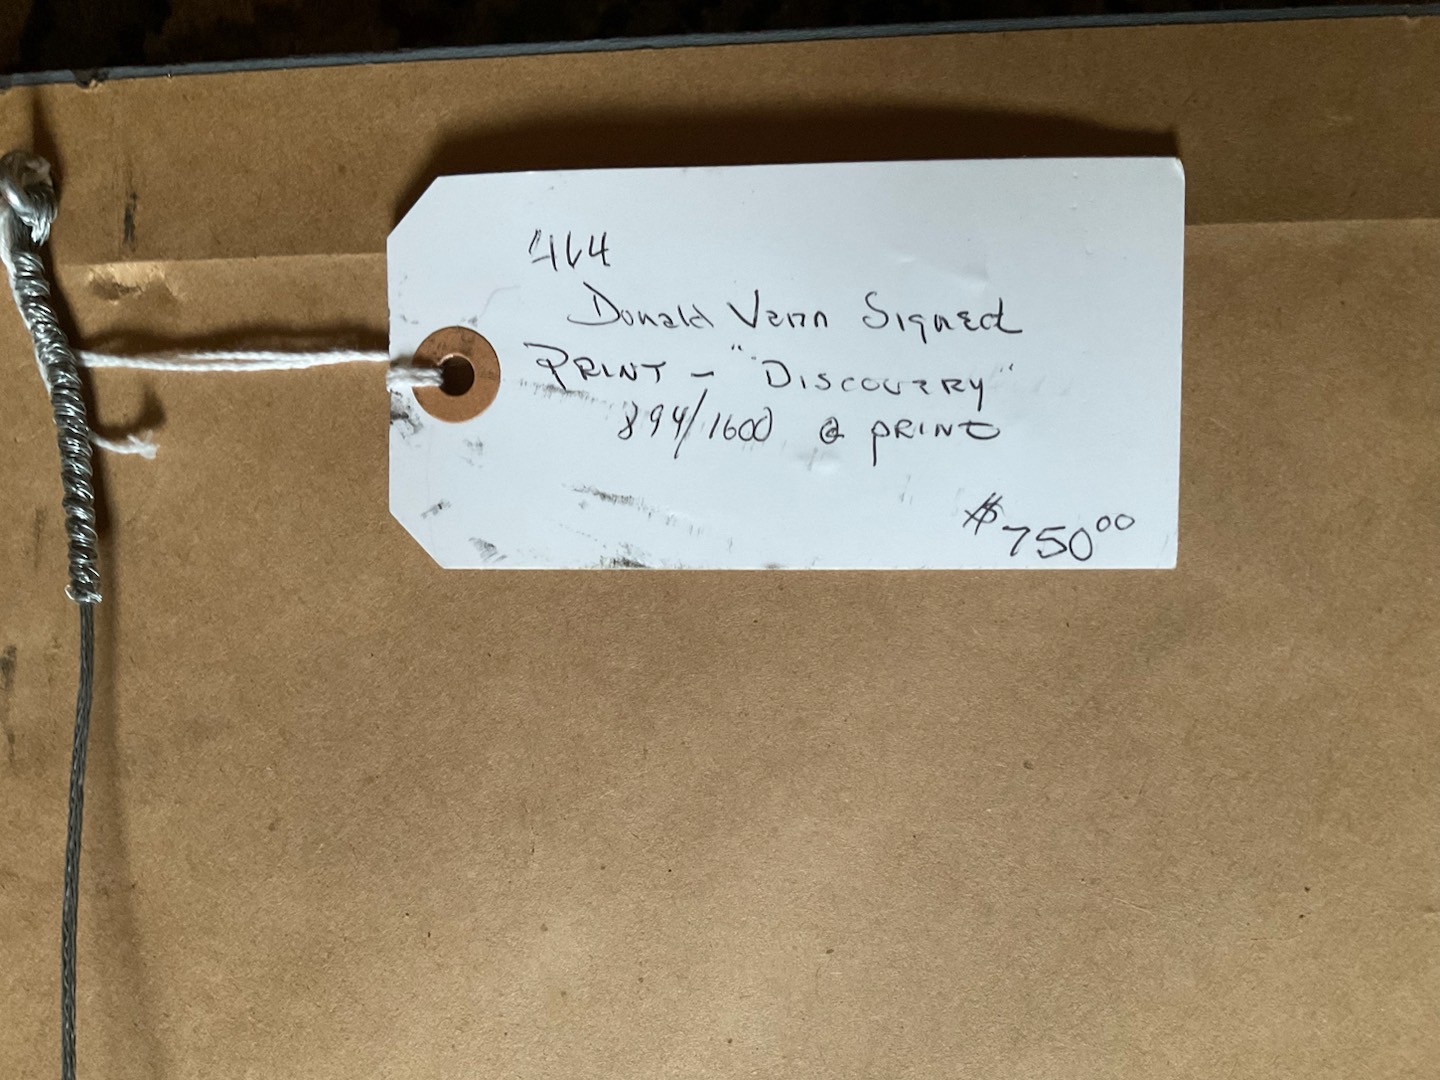 464
Donald Venn Signed
PRINT - "DISCOVERY"
894/1600 @ PRINT
$750⁰⁰